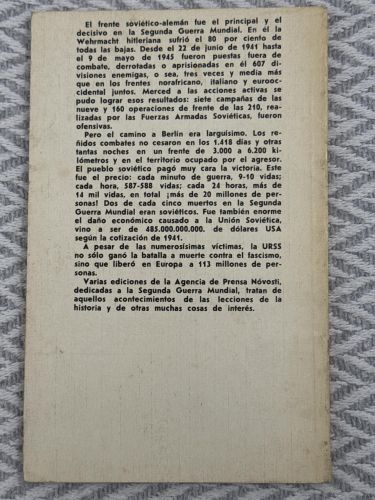 El frente soviético-alemán fue el principal y el
decisivo en la Segunda Guerra Mundial. En él la
Wehrmacht hitleriana sufrió el 80 por ciento de
todas las bajas. Desde el 22 de junio de 1941 hasta
el 9 de mayo de 1945 fueron puestas fuera de
combate, derrotadas o aprisionadas en él 607 di-
visiones enemigas, o sea, tres veces y media más
que en los frentes norafricano, italiano y eurooc-
cidental juntos. Merced a las acciones activas se
pudo lograr esos resultados: siete campañas de las
nueve y 160 operaciones de frente de las 210, rea-
lizadas por las Fuerzas Armadas Soviéticas, fueron
ofensivas.
Pero el camino a Berlín era larguísimo. Los re-
ñidos combates no cesaron en los 1.418 días y otras
tantas noches en un frente de 3.000 a 6.200 ki-
lómetros y en el territorio ocupado por el agresor.
El pueblo soviético pagó muy cara la victoria. Este
fue el precio: cada minuto de guerra, 9-10 vidas;
cada hora, 587-588 vidas; cada 24 horas, más de
14 mil vidas, en total ¡más de 20 millones de per-
sonas! Dos de cada cinco muertos en la Segunda
Guerra Mundial eran soviéticos. Fue también enorme
el daño económico causado a la Unión Soviética,
vino a ser de 485.000.000.000, de dólares USA
según la cotización de 1941.
A pesar de las numerosísimas víctimas, la URSS
no sólo ganó la batalla a muerte contra el fascismo,
sino que liberó en Europa a 113 millones de per-
sonas.
Varias ediciones de la Agencia de Prensa Nóvosti,
dedicadas a la Segunda Guerra Mundial, tratan de
aquellos acontecimientos de las lecciones de la
historia y de otras muchas cosas de interés.